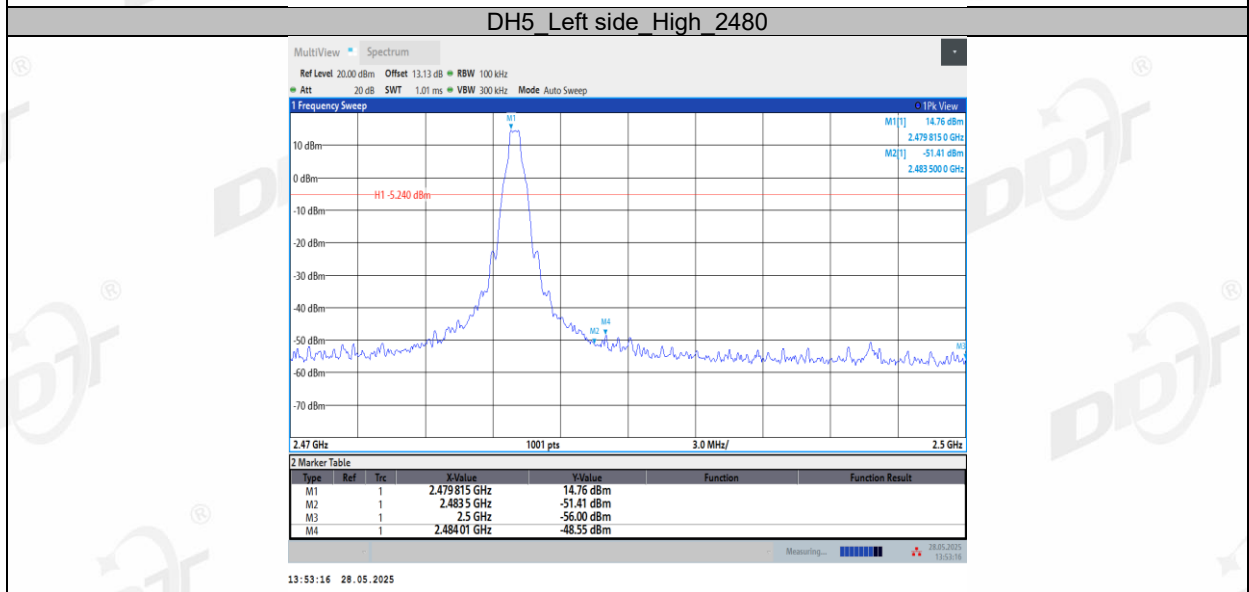 DH5_Left side_High_2480
MultiView Spectrum
Ref Level 20.00 dBm Offset 13.13 dB RBW 100 kHz
Att 20 dB SWT 1.01 ms VBW 300 kHz Mode Auto Sweep
1 Frequency Sweep 1Pk View
M1[1] 14.76 dBm
2.479 815 0 GHz
M2[1] -51.41 dBm
2.483 500 0 GHz
M1
10 dBm
0 dBm
H1 -5.240 dBm
-10 dBm
-20 dBm
-30 dBm
-40 dBm
M4
M2
-50 dBm
M3
-60 dBm
-70 dBm
2.47 GHz 1001 pts 3.0 MHz/ 2.5 GHz
2 Marker Table
Type Ref Trc X-Value Y-Value Function Function Result
M1 1 2.479 815 GHz 14.76 dBm
M2 1 2.483 5 GHz -51.41 dBm
M3 1 2.5 GHz -56.00 dBm
M4 1 2.484 01 GHz -48.55 dBm
Measuring... 28.05.2025
13:53:16
13:53:16 28.05.2025
DDT
®